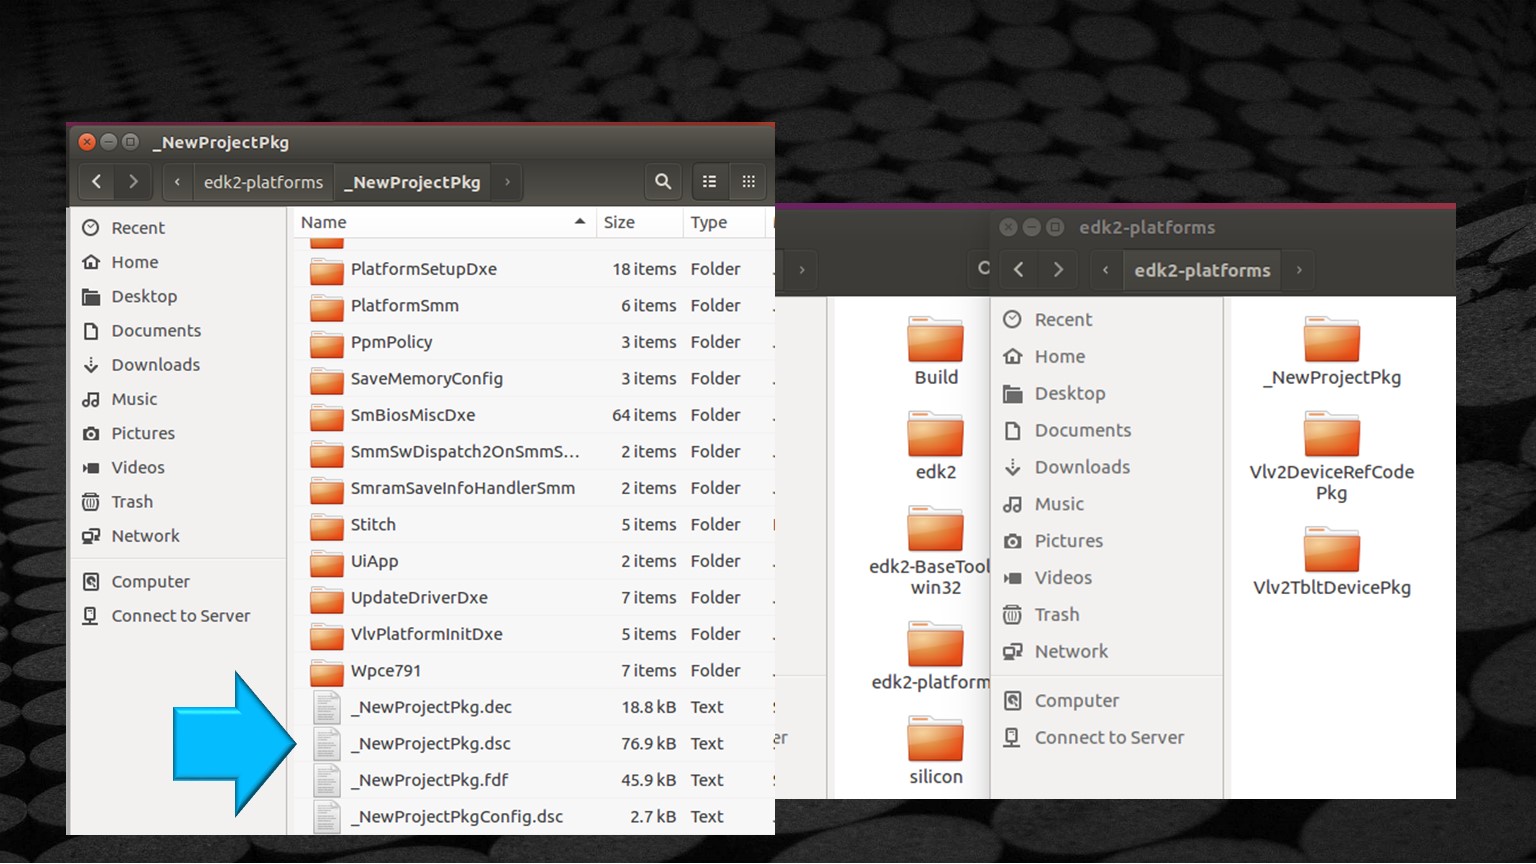 _NewProjectPkg
edk2-platforms
_NewProjectPkg
Recent
Home
Desktop
Documents
Downloads
Music
Pictures
Videos
Trash
Network
Computer
Connect to Server
Name Size Type
PlatformSetupDxe 18 items Folder
PlatformSmm 6 items Folder
PpmPolicy 3 items Folder
SaveMemoryConfig 3 items Folder
SmBiosMiscDxe 64 items Folder
SmmSwDispatch2OnSmmS... 2 items Folder
SmramSaveInfoHandlerSmm 2 items Folder
Stitch 5 items Folder
UiApp 2 items Folder
UpdateDriverDxe 7 items Folder
VlvPlatformInitDxe 5 items Folder
Wpce791 7 items Folder
_NewProjectPkg.dec 18.8 kB Text
_NewProjectPkg.dsc 76.9 kB Text
_NewProjectPkg.fdf 45.9 kB Text
_NewProjectPkgConfig.dsc 2.7 kB Text
er
Build
edk2
edk2-BaseTool
win32
edk2-platform
silicon
edk2-platforms
edk2-platforms
Recent
Home
Desktop
Documents
Downloads
Music
Pictures
Videos
Trash
Network
Computer
Connect to Server
_NewProjectPkg
Vlv2DeviceRefCode
Pkg
Vlv2TbltDevicePkg